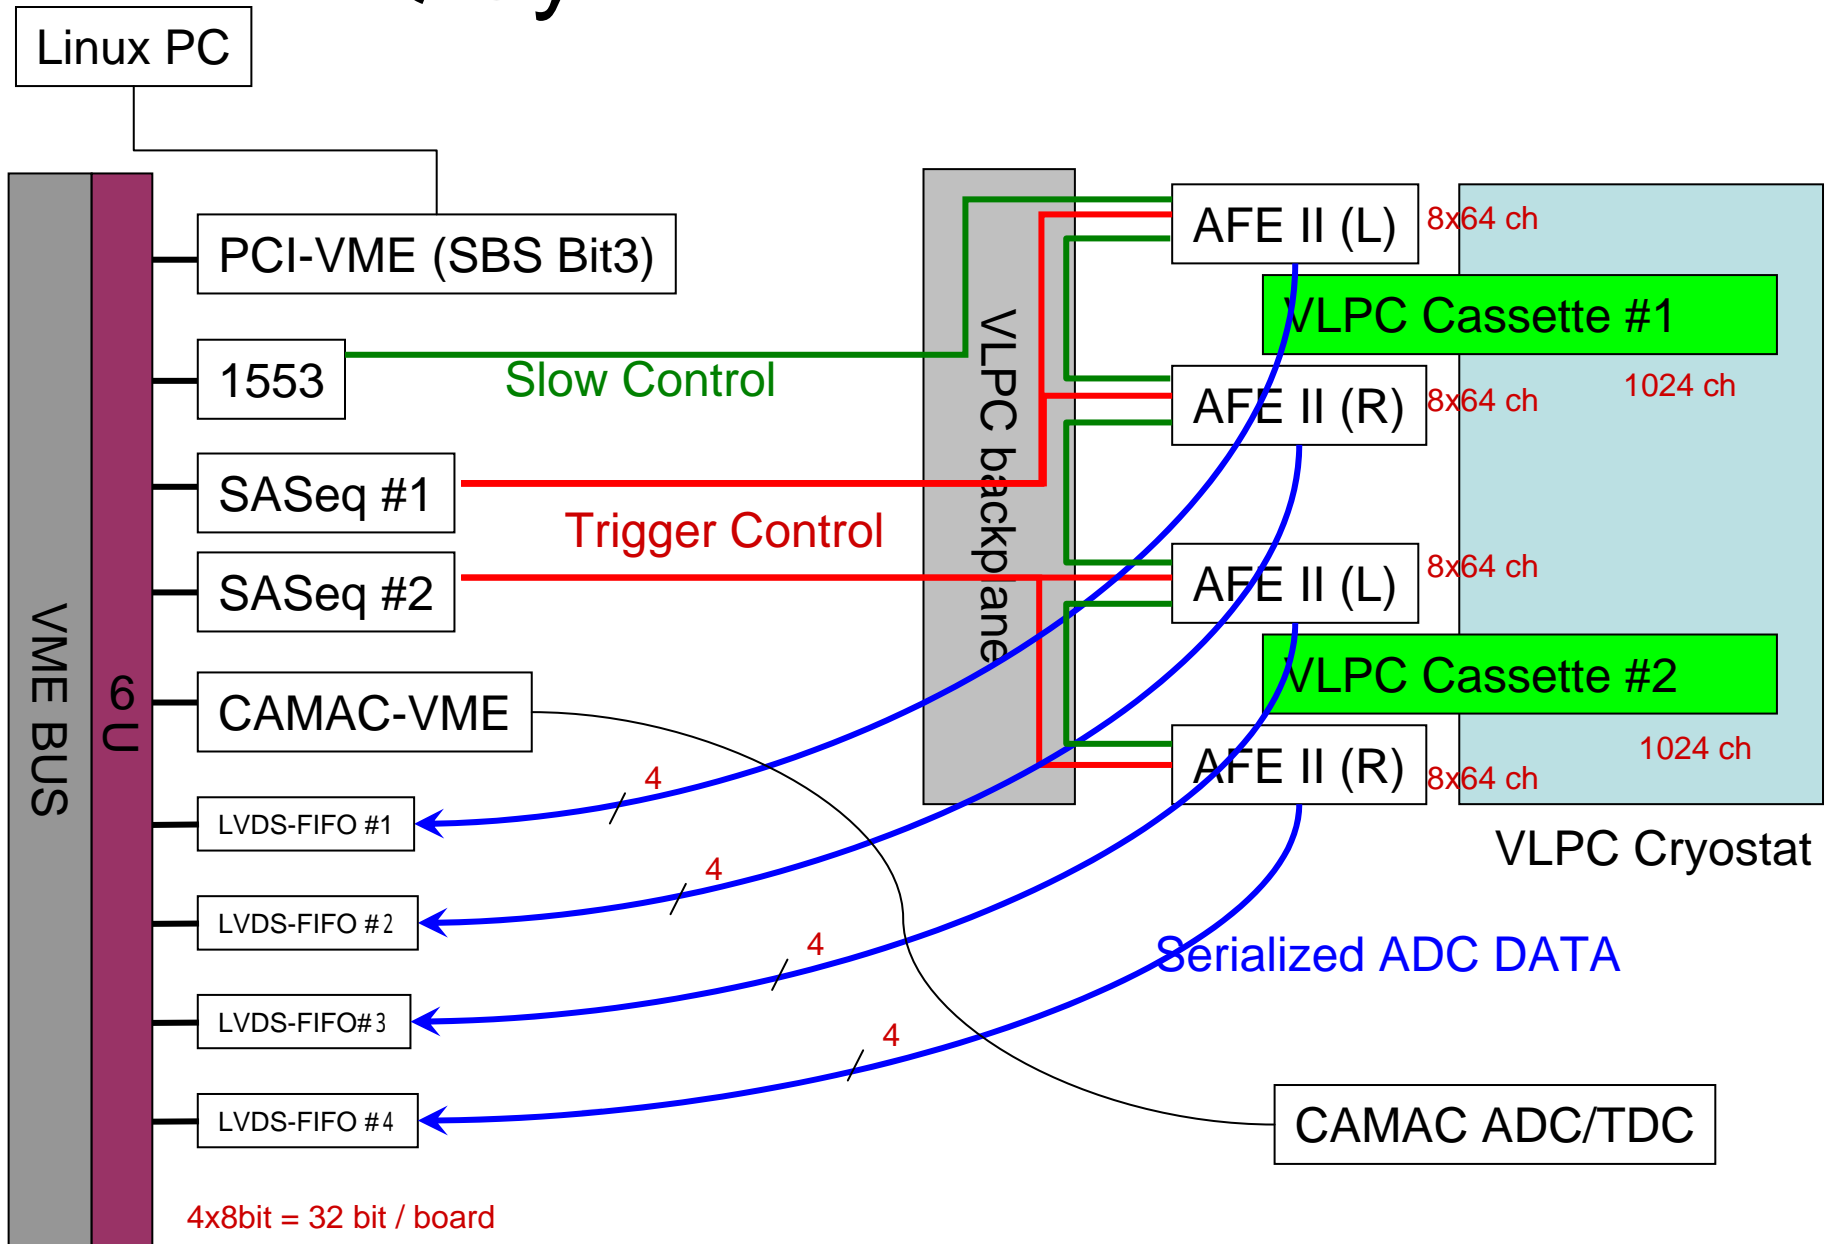 Linux PC
PCI-VME (SBS Bit3)
1553
Slow Control
SASeq #1
Trigger Control
SASeq #2
CAMAC-VME
LVDS-FIFO #1
LVDS-FIFO #2
LVDS-FIFO#3
LVDS-FIFO #4
4x8bit = 32 bit / board
VME BUS
6 U
VLPC backplane
AFE II (L)
8x64 ch
VLPC Cassette #1
1024 ch
AFE II (R)
8x64 ch
AFE II (L)
8x64 ch
VLPC Cassette #2
1024 ch
AFE II (R)
8x64 ch
VLPC Cryostat
4
4
4
4
Serialized ADC DATA
CAMAC ADC/TDC